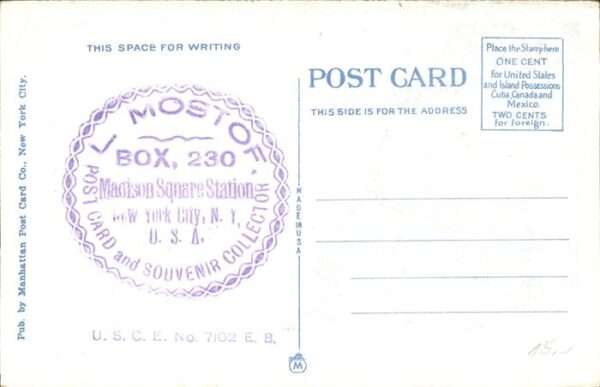 THIS SPACE FOR WRITING
Pub. by Manhattan Post Card Co., New York City.
MOSTOF.
BOX, 230
Madison Square Station
New York City, N. Y.
U. S. A.
POST CARD and SOUVENIR COLLECTOR
U. S. C. E. No. 7102 E. B.
MADE IN USA
M
POST CARD
THIS SIDE IS FOR THE ADDRESS
Place the Stamp here
ONE CENT
for United States
and Island Possessions
Cuba, Canada and
Mexico.
TWO CENTS
for Foreign.